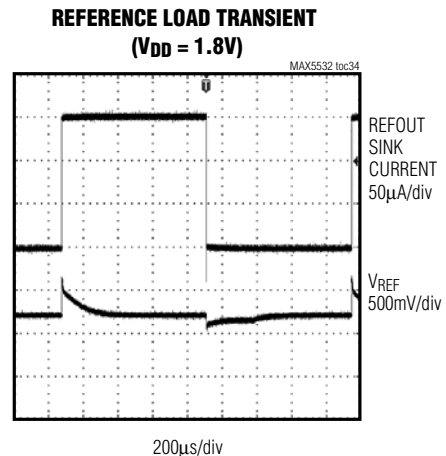 REFERENCE LOAD TRANSIENT
(VDD = 1.8V)
MAX5532 toc34
T
REFOUT
SINK
CURRENT
50μA/div
VREF
500mV/div
200μs/div